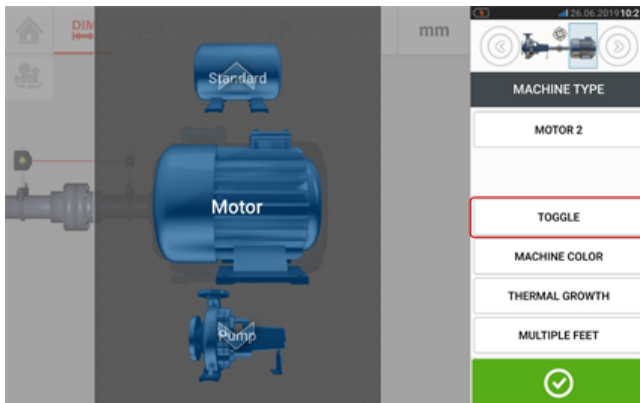 DIM
mm
26.06.2019 10:2
Standard
Motor
Pump
MACHINE TYPE
MOTOR 2
TOGGLE
MACHINE COLOR
THERMAL GROWTH
MULTIPLE FEET